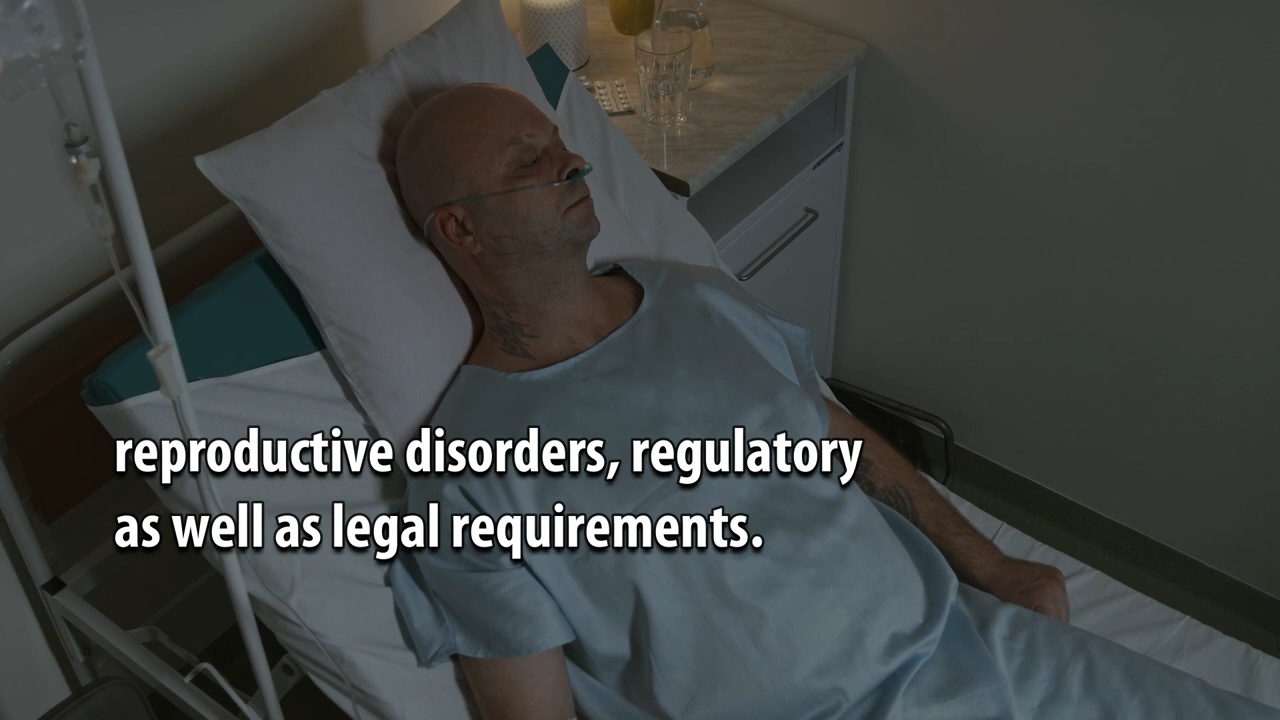 reproductive disorders, regulatory
as well as legal requirements.